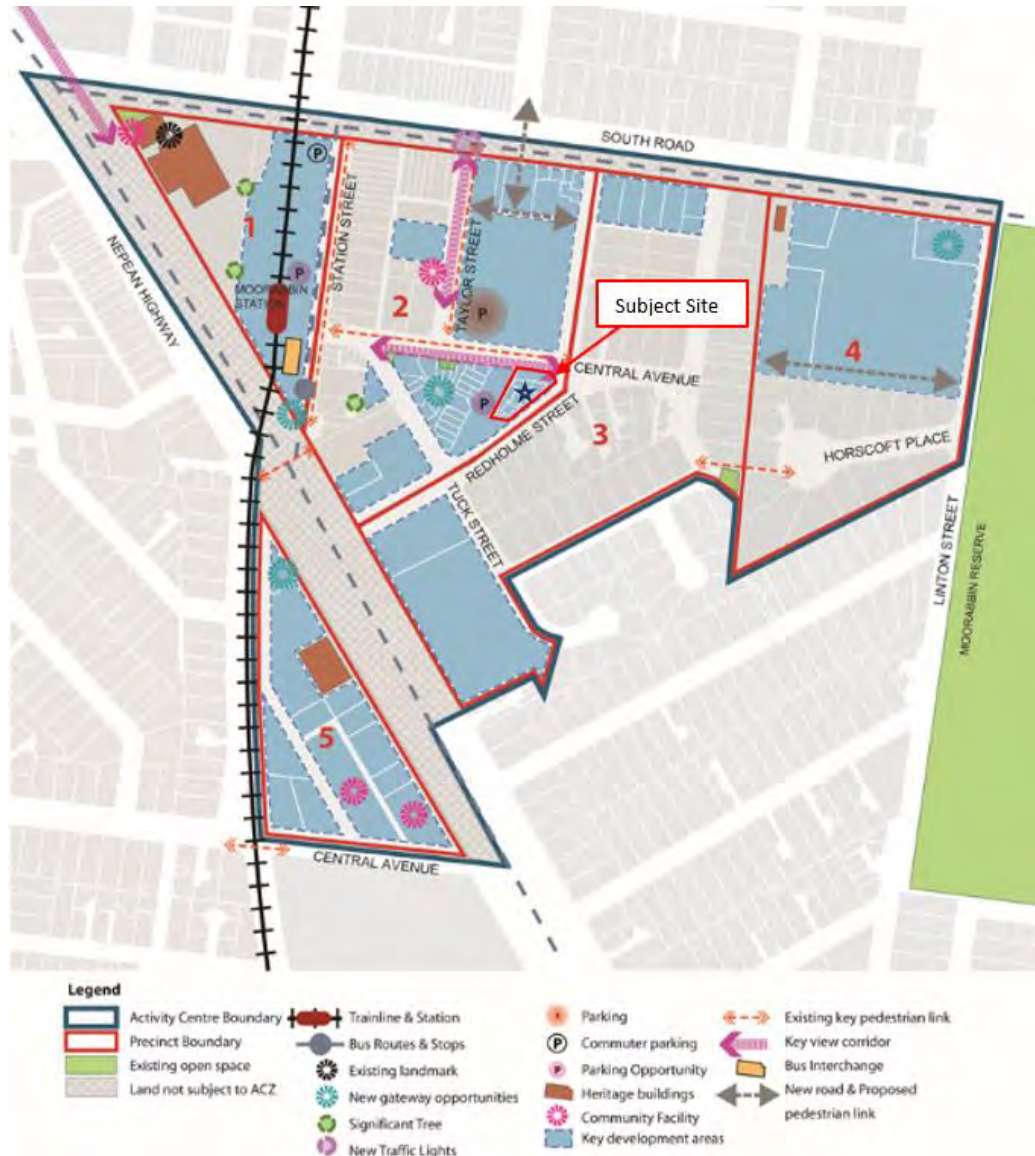 SOUTH ROAD
P
STATION STREET
NEPEAN HIGHWAY
1
P
MOORABBIN
STATION
2
TAYLOR STREET
P
Subject Site
CENTRAL AVENUE
4
P
REDHOLME STREET
3
HORSCOFT PLACE
TUCK STREET
LINTON STREET
MOORABBIN RESERVE
5
CENTRAL AVENUE
Legend
Activity Centre Boundary
Precinct Boundary
Existing open space
Land not subject to ACZ
Trainline & Station
Bus Routes & Stops
Existing landmark
New gateway opportunities
Significant Tree
New Traffic Lights
Parking
P Commuter parking
P Parking Opportunity
Heritage buildings
Community Facility
Key development areas
Existing key pedestrian link
Key view corridor
Bus Interchange
New road & Proposed
pedestrian link